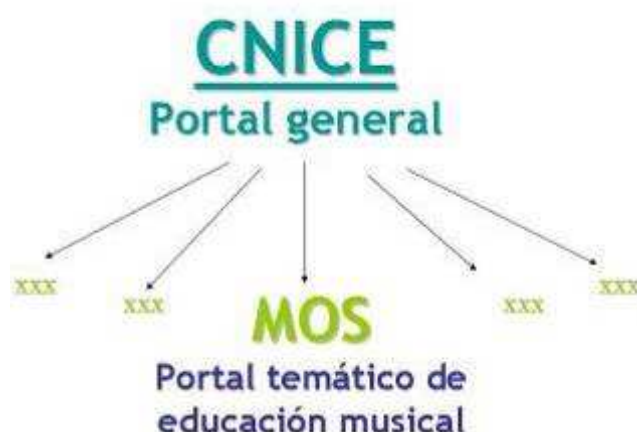 CNICE
Portal general
xxx
xxx
MOS
xxx
xxx
Portal temático de
educación musical